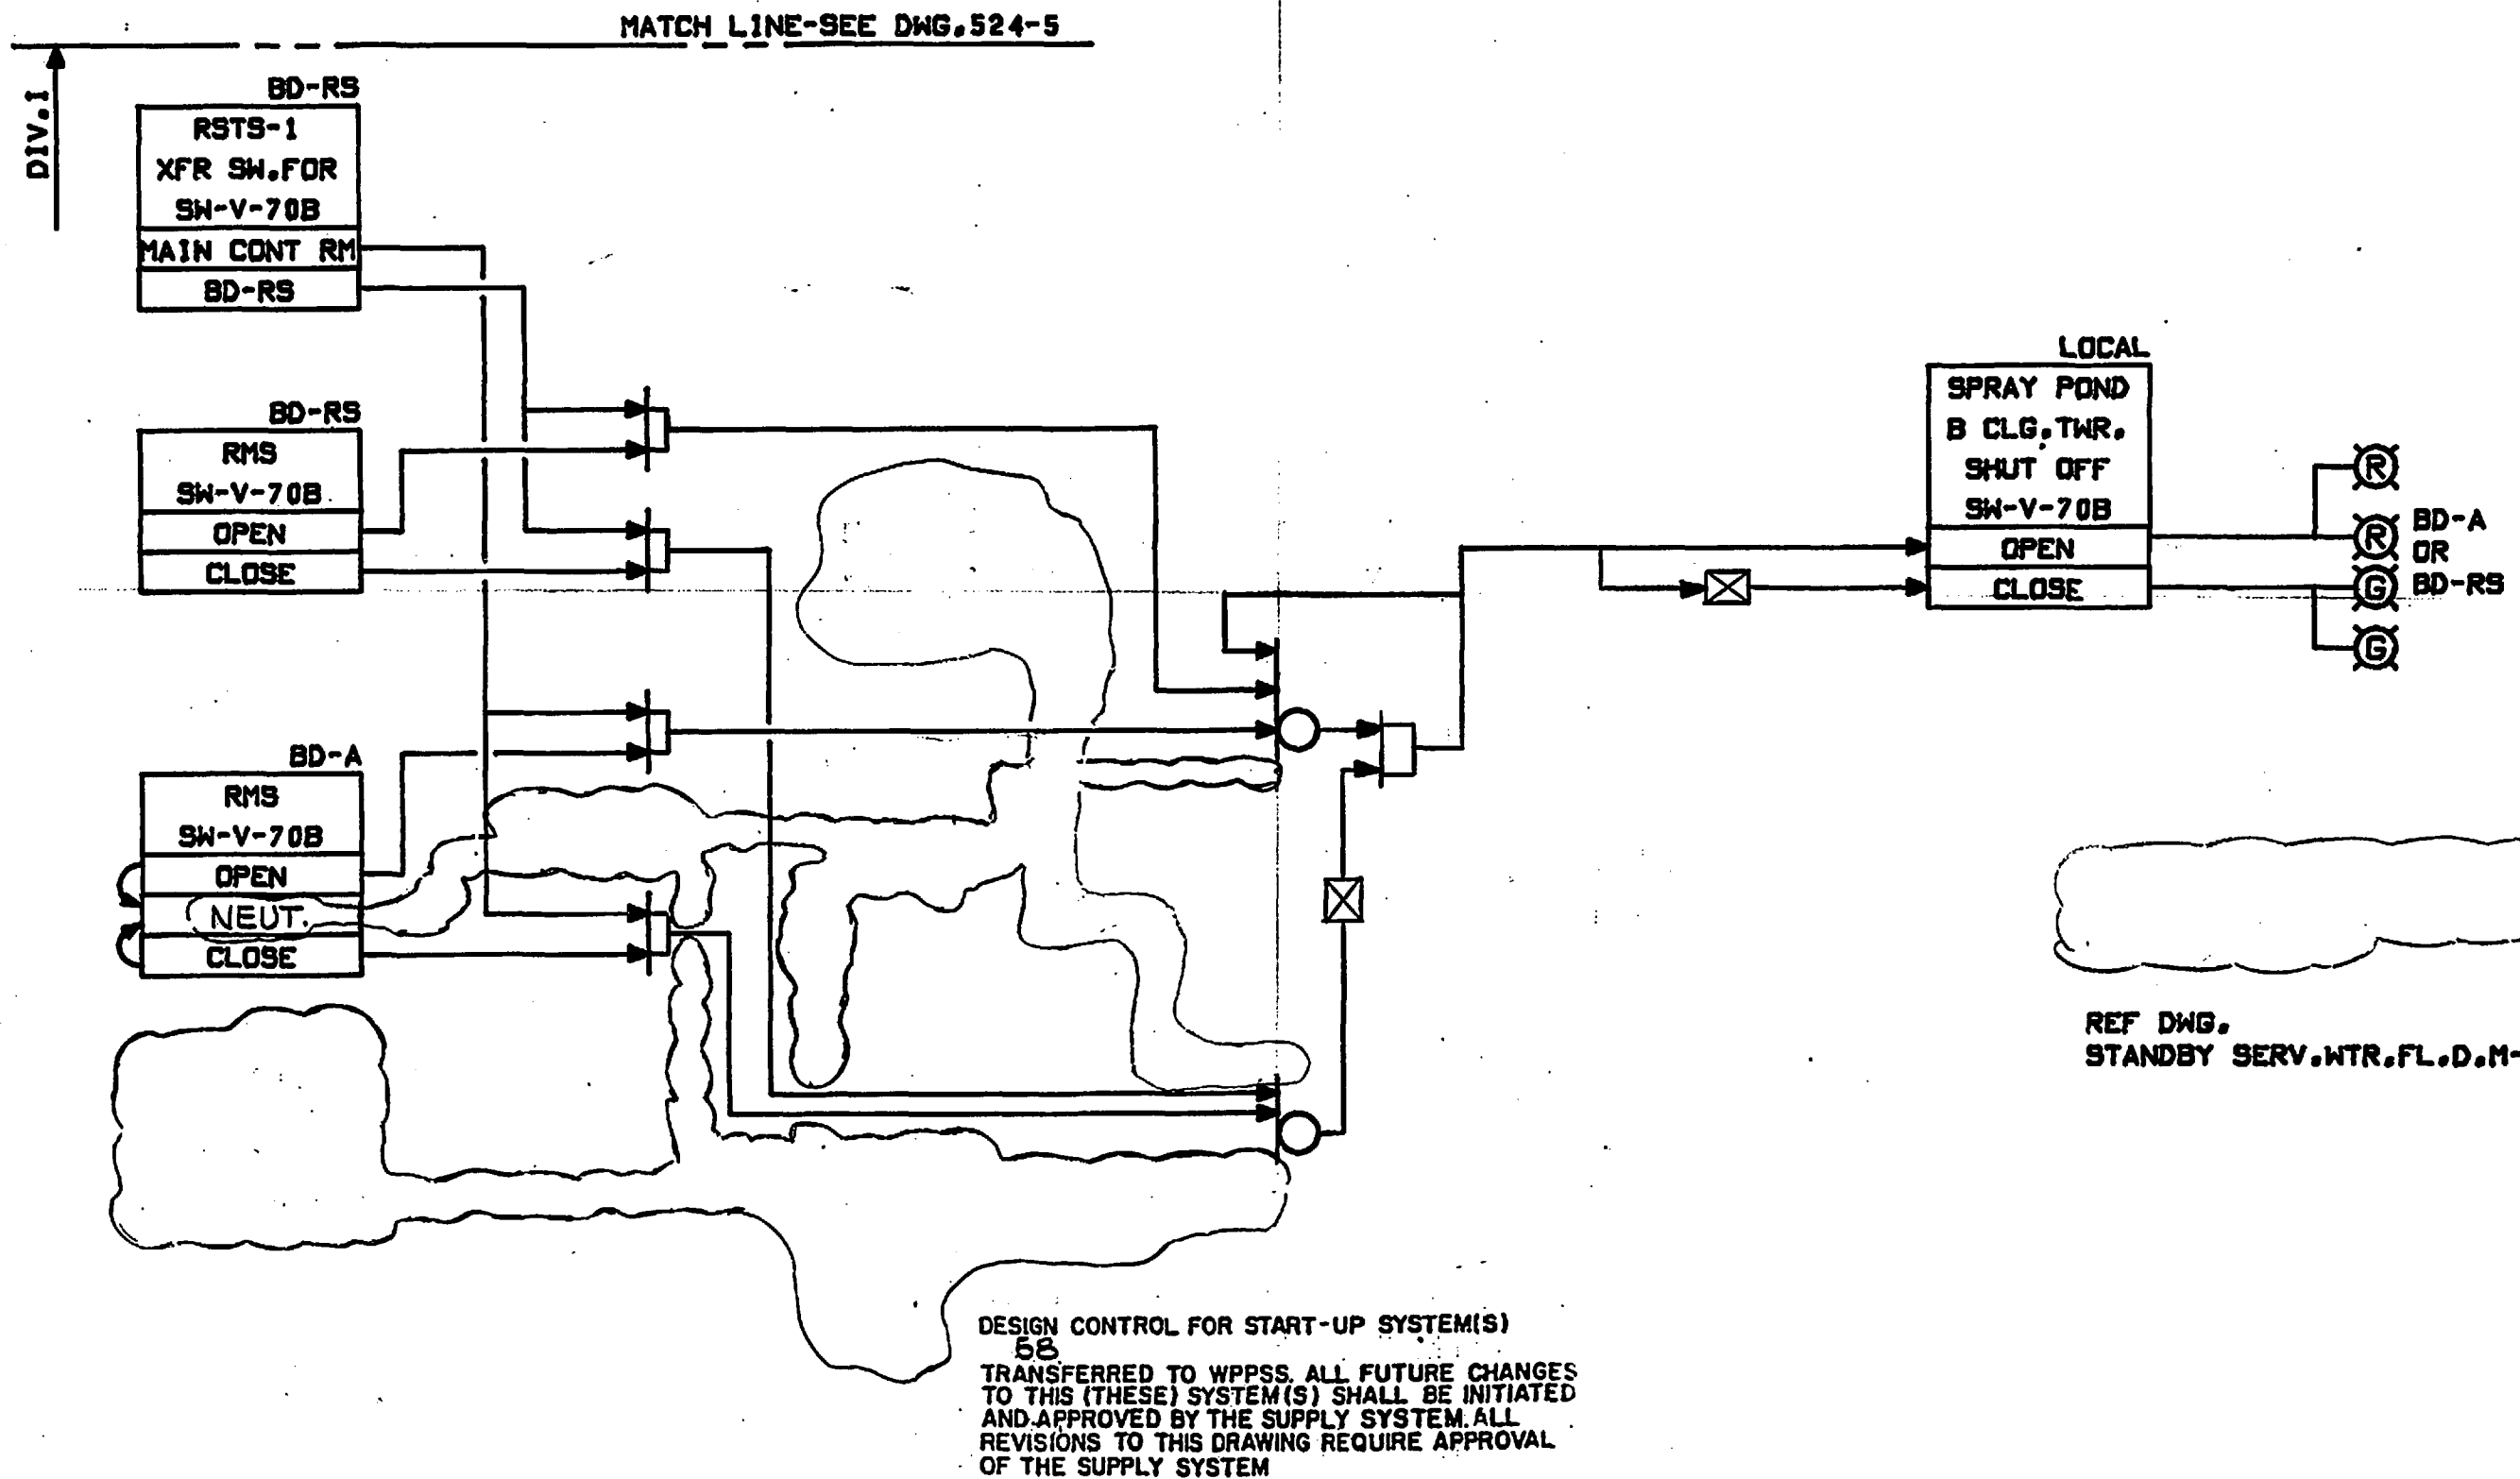 MATCH LINE-SEE DWG.524-5
DIV.1
BD-RS
RSTS-1
XFR SW.FOR
SW-V-70B
MAIN CONT RM
BD-RS
BD-RS
RMS
SW-V-70B
OPEN
CLOSE
BD-A
RMS
SW-V-70B
OPEN
NEUT.
CLOSE
LOCAL
SPRAY POND
B CLG.TWR.
SHUT OFF
SW-V-70B
OPEN
CLOSE
R
R
G
G
BD-A
OR
BD-RS
REF DWG.
STANDBY SERV.WTR.FL.D.M-
DESIGN CONTROL FOR START-UP SYSTEM(S)
58
TRANSFERRED TO WPPSS. ALL FUTURE CHANGES
TO THIS (THESE) SYSTEM(S) SHALL BE INITIATED
AND APPROVED BY THE SUPPLY SYSTEM. ALL
REVISIONS TO THIS DRAWING REQUIRE APPROVAL
OF THE SUPPLY SYSTEM